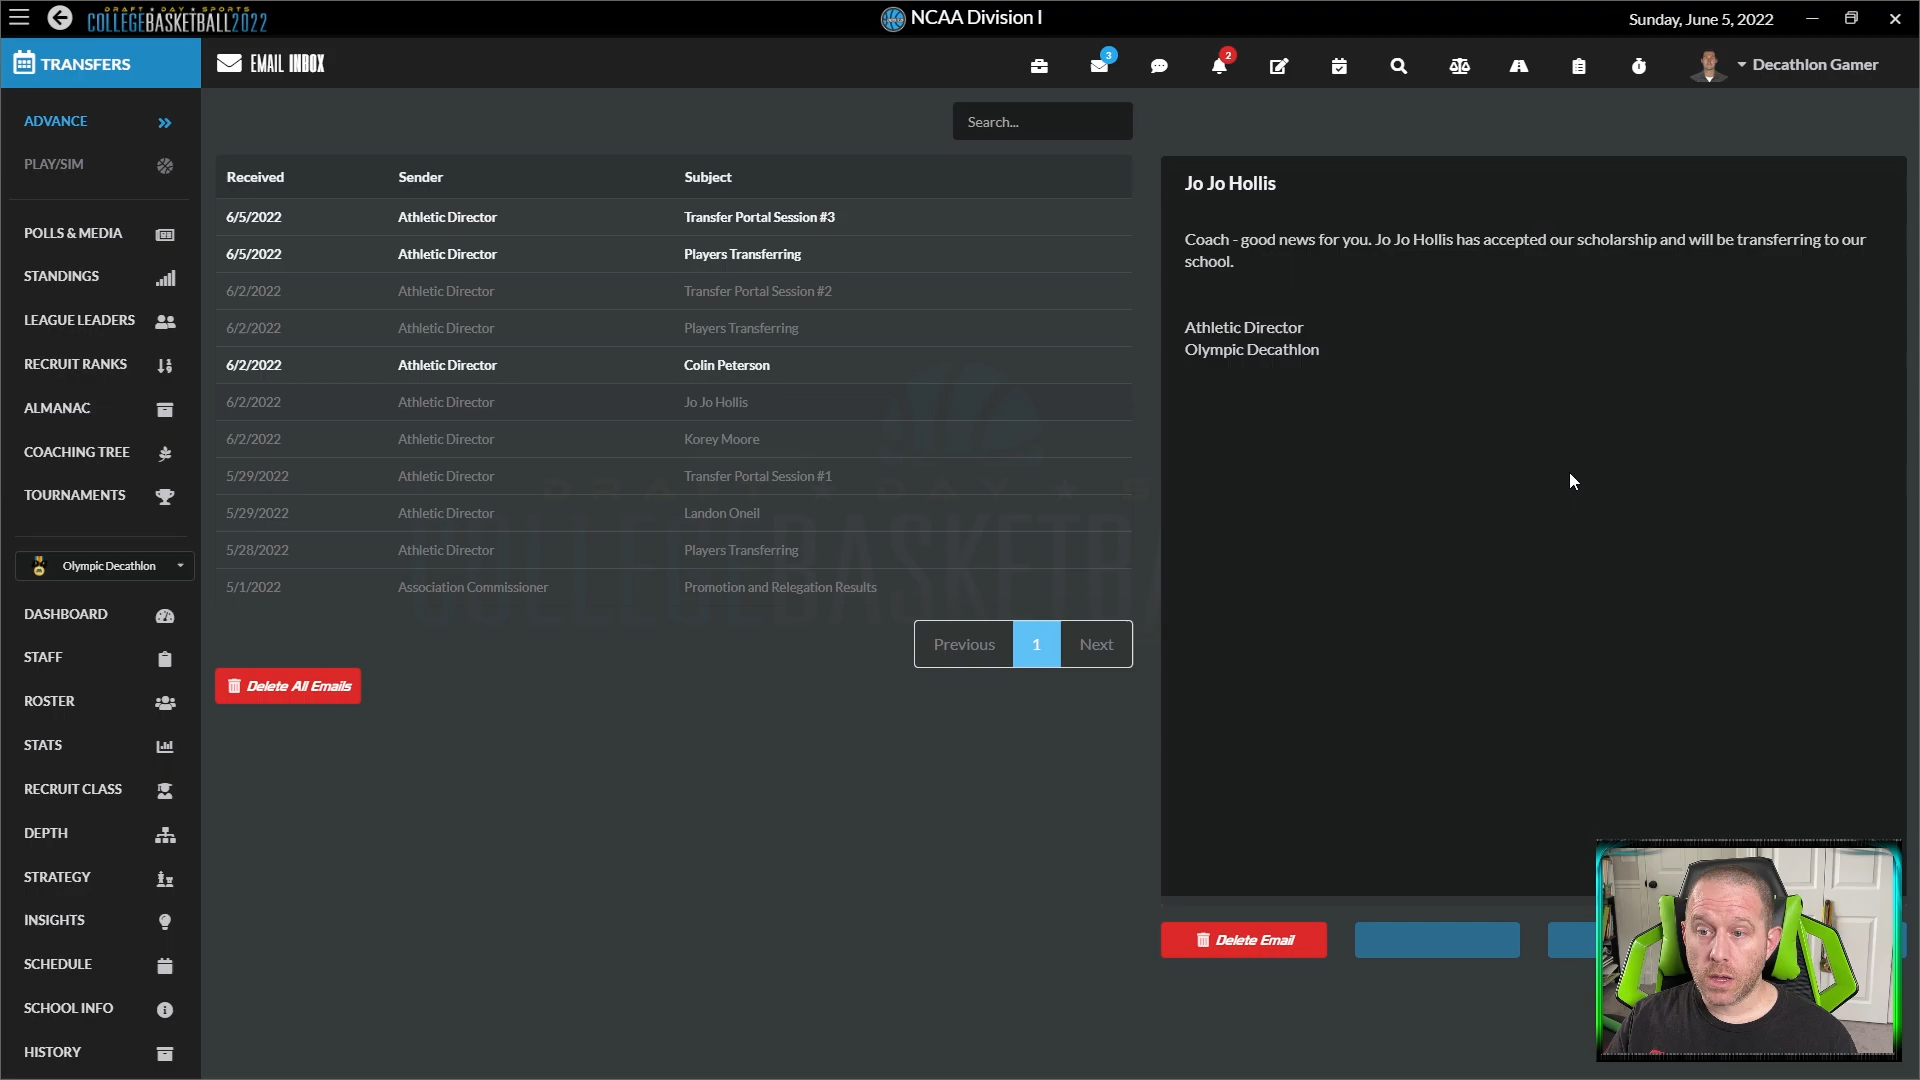 DRAFT DAY SPORTS
COLLEGEBASKETBALL2022
NCAA Division I
Sunday, June 5, 2022
TRANSFERS
EMAIL INBOX
3
2
Decathlon Gamer
ADVANCE
PLAY/SIM
POLLS & MEDIA
STANDINGS
LEAGUE LEADERS
RECRUIT RANKS
ALMANAC
COACHING TREE
TOURNAMENTS
Olympic Decathlon
DASHBOARD
STAFF
ROSTER
STATS
RECRUIT CLASS
DEPTH
STRATEGY
INSIGHTS
SCHEDULE
SCHOOL INFO
HISTORY
Search...
Received Sender Subject
6/5/2022 Athletic Director Transfer Portal Session #3
6/5/2022 Athletic Director Players Transferring
6/2/2022 Athletic Director Transfer Portal Session #2
6/2/2022 Athletic Director Players Transferring
6/2/2022 Athletic Director Colin Peterson
6/2/2022 Athletic Director Jo Jo Hollis
6/2/2022 Athletic Director Korey Moore
5/29/2022 Athletic Director Transfer Portal Session #1
5/29/2022 Athletic Director Landon Oneil
5/28/2022 Athletic Director Players Transferring
5/1/2022 Association Commissioner Promotion and Relegation Results
Previous 1 Next
Delete All Emails
Jo Jo Hollis
Coach - good news for you. Jo Jo Hollis has accepted our scholarship and will be transferring to our
school.
Athletic Director
Olympic Decathlon
Delete Email